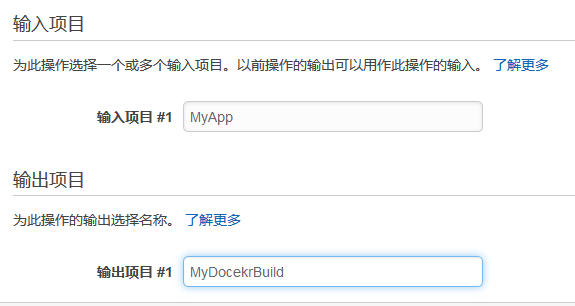 输入项目
为此操作选择一个或多个输入项目。以前操作的输出可以用作此操作的输入。 了解更多
输入项目 #1 MyApp
输出项目
为此操作的输出选择名称。 了解更多
输出项目 #1 MyDocekrBuild